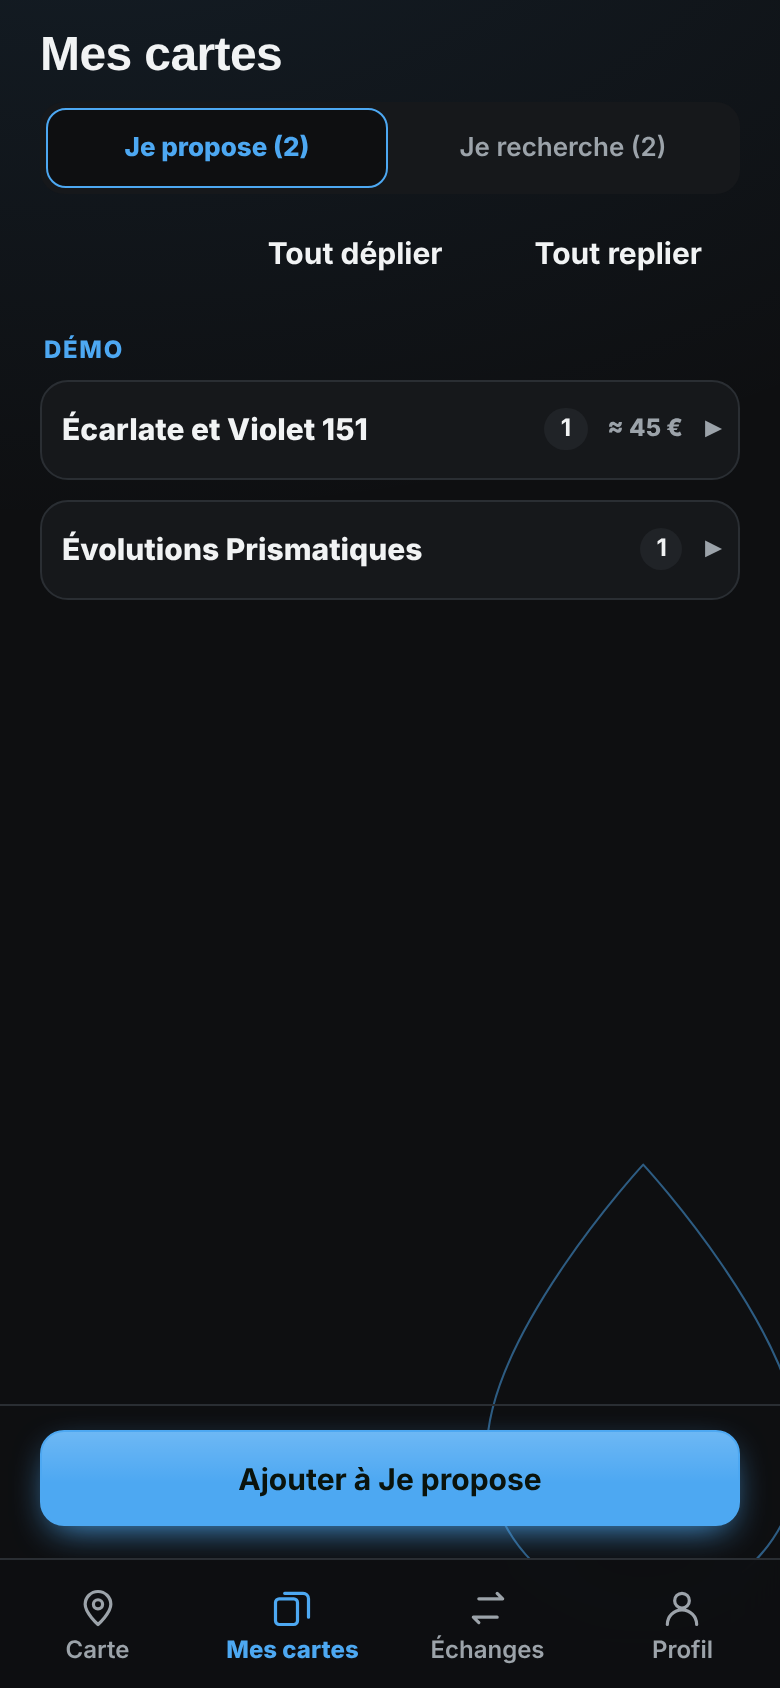 Mes cartes
Je propose (2) Je recherche (2)
Tout déplier Tout replier
DÉMO
Écarlate et Violet 151 1 ≈ 45 € ▶
Évolutions Prismatiques 1 ▶
Ajouter à Je propose
Carte Mes cartes Échanges Profil